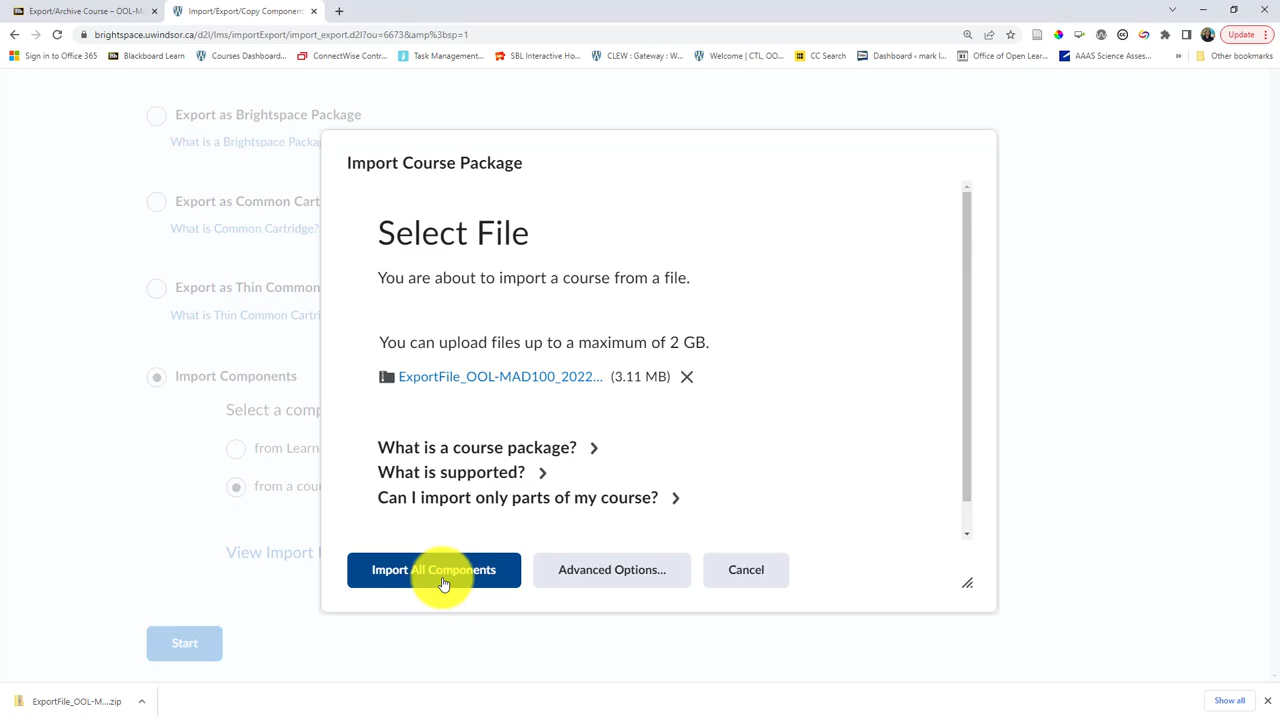 Export/Archive Course – OOL-M
Import/Export/Copy Component
brightspace.uwindsor.ca/d2l/lms/importExport/import_export.d2l?ou=6673&amp%3bsp=1
Update
Sign in to Office 365
Blackboard Learn
Courses Dashboard...
ConnectWise Contr...
Task Management...
SBL Interactive Ho...
CLEW : Gateway : W...
Welcome | CTL, OO...
CC Search
Dashboard ‹ mark l...
Office of Open Lear...
AAAS Science Asses...
Other bookmarks
Export as Brightspace Package
What is a Brightspace Packa
Export as Common Cart
What is Common Cartridge?
Export as Thin Common
What is Thin Common Cartri
Import Components
Select a comp
from Learn
from a cour
View Import
Start
Import Course Package
Select File
You are about to import a course from a file.
You can upload files up to a maximum of 2 GB.
ExportFile_OOL-MAD100_2022... (3.11 MB)
What is a course package?
What is supported?
Can I import only parts of my course?
Import All Components
Advanced Options...
Cancel
ExportFile_OOL-M....zip
Show all